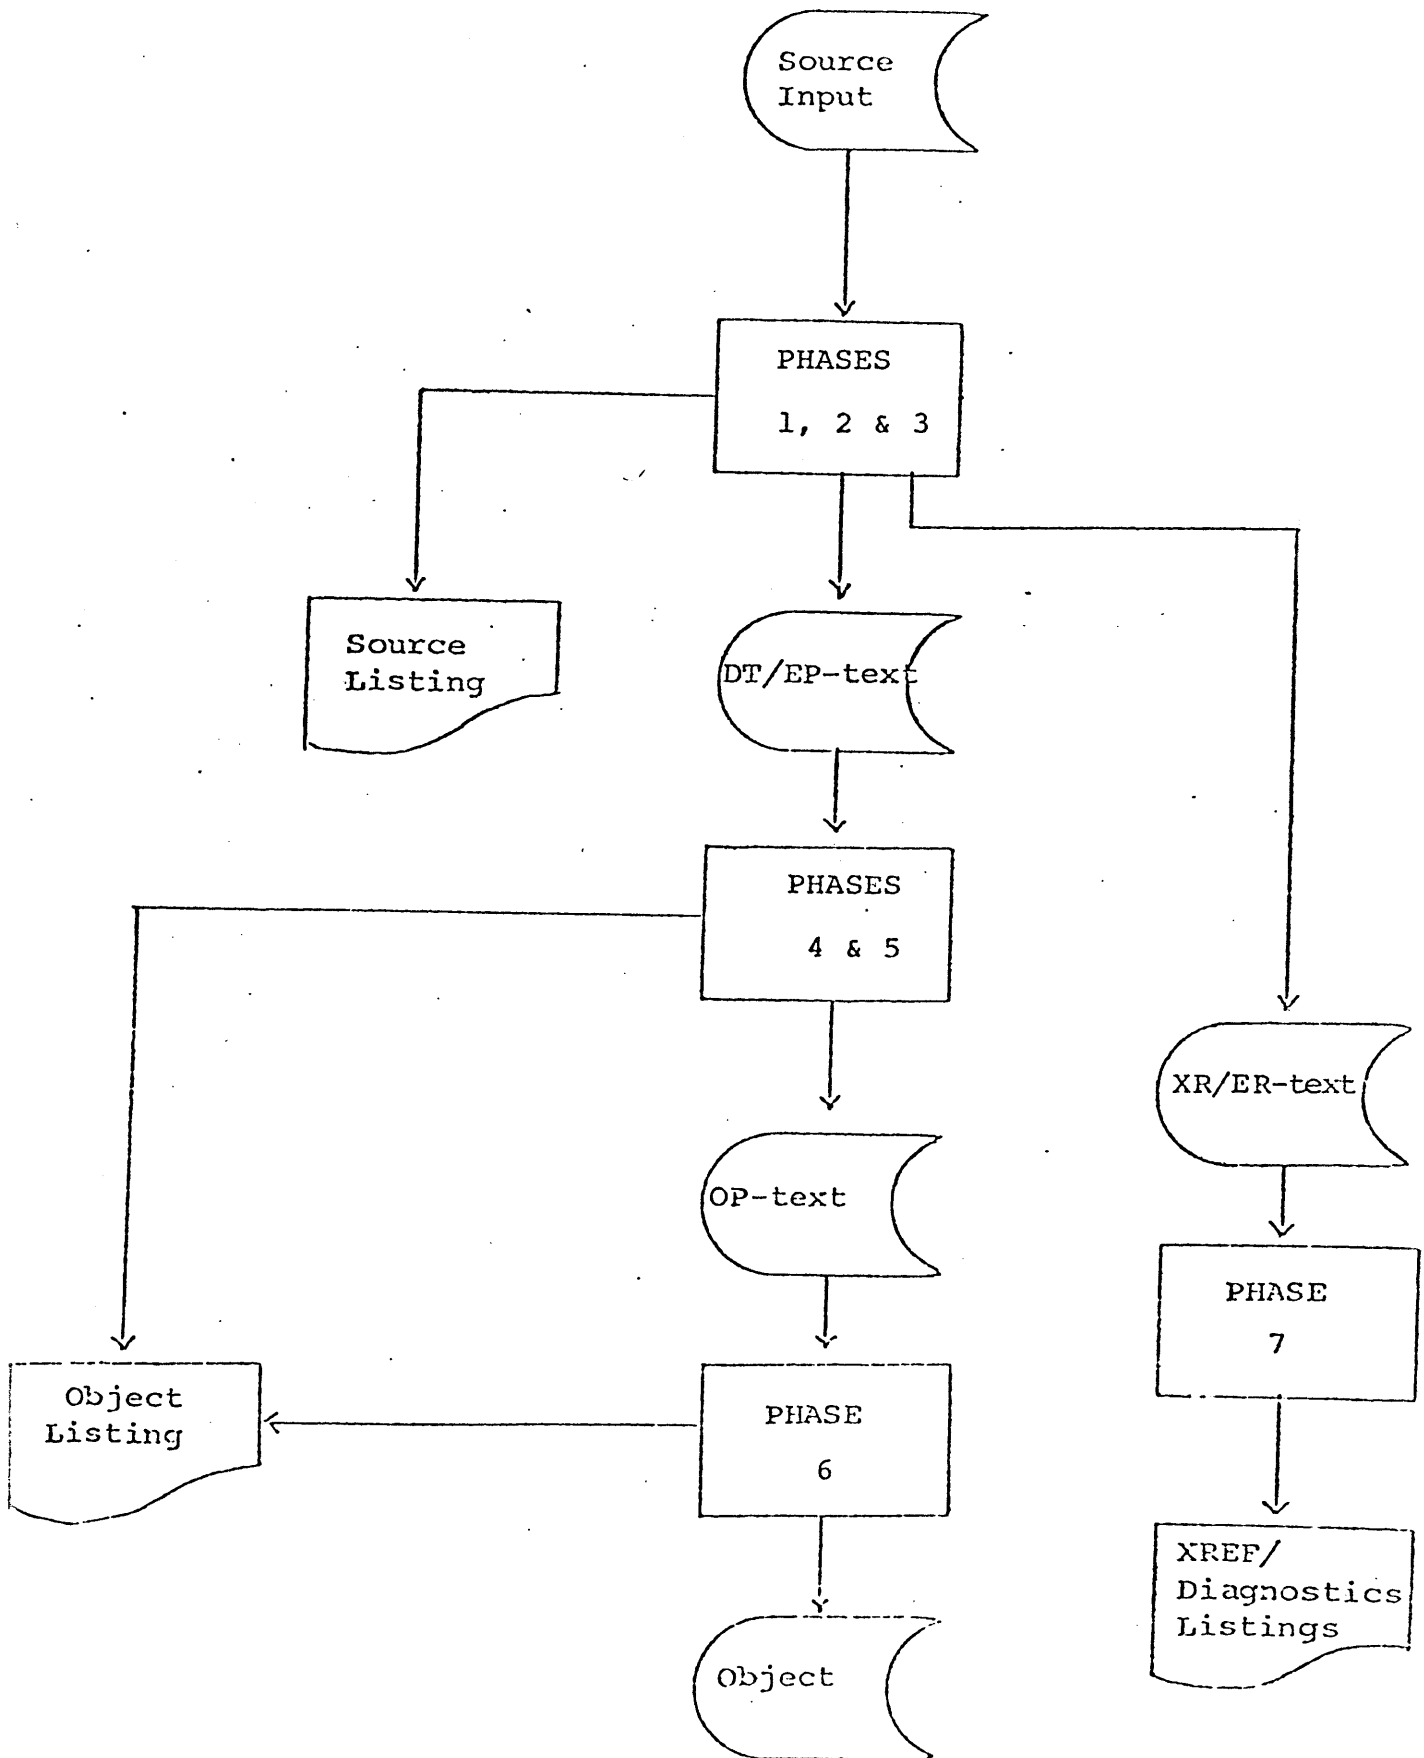 Source
Input
PHASES
1, 2 & 3
Source
Listing
DT/EP-text
PHASES
4 & 5
XR/ER-text
OP-text
PHASE
7
Object
Listing
PHASE
6
XREF/
Diagnostics
Listings
Object